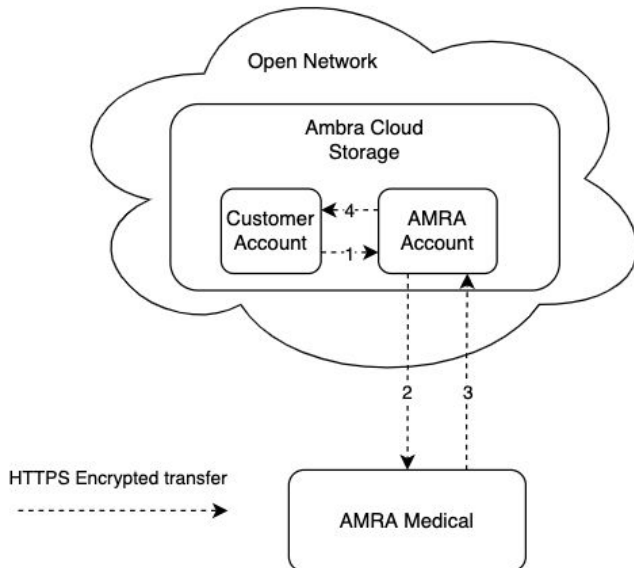 Open Network
Ambra Cloud
Storage
Customer
Account
4
1
AMRA
Account
2
3
HTTPS Encrypted transfer
AMRA Medical